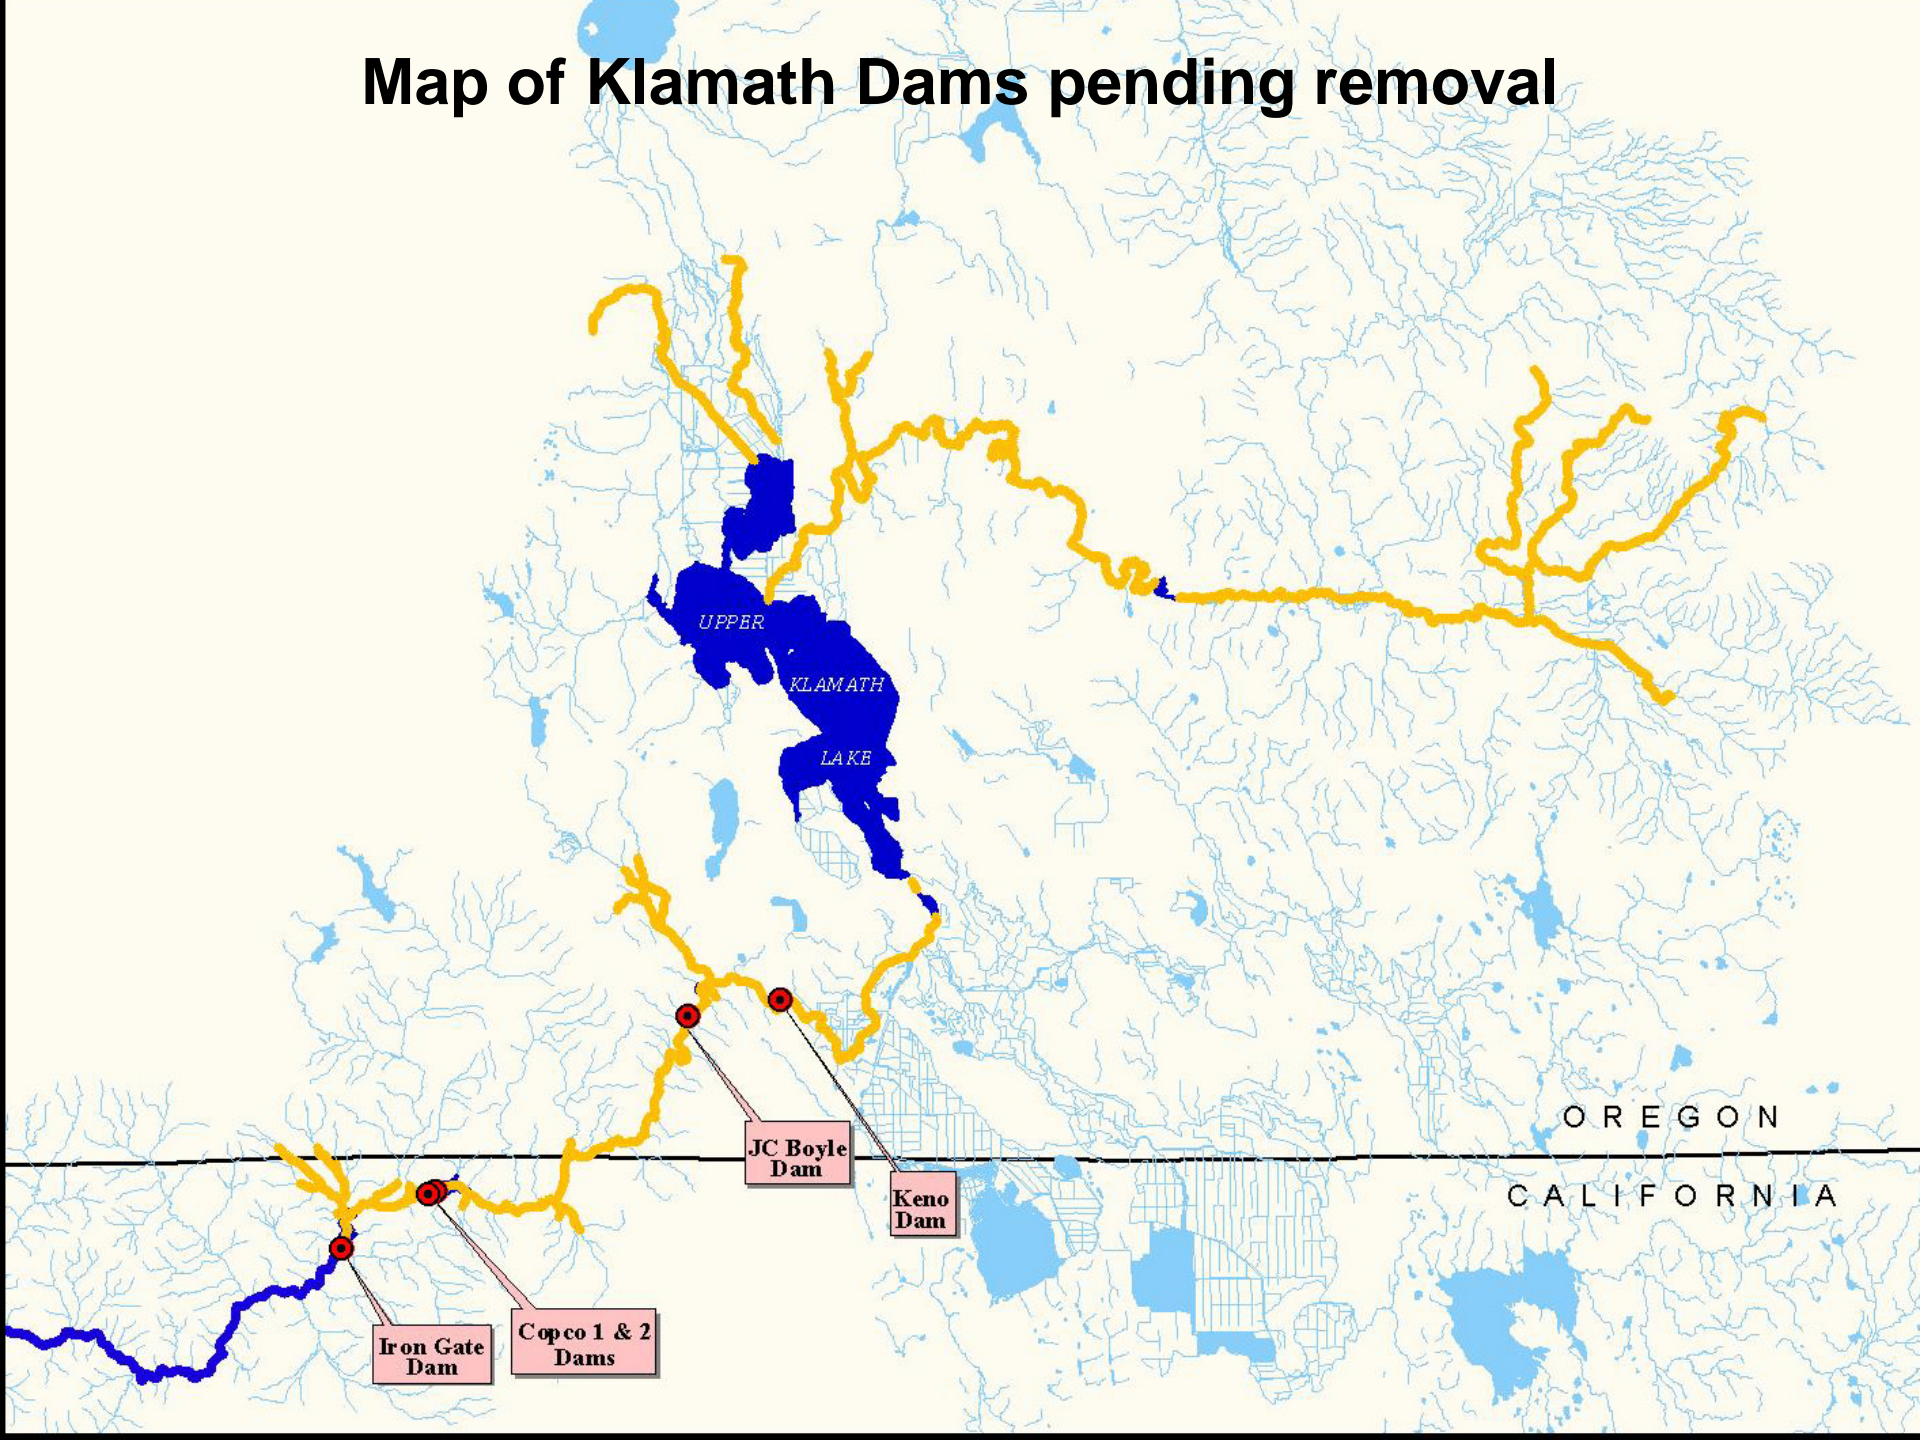 Map of Klamath Dams pending removal
UPPER
KLAMATH
LAKE
OREGON
JC Boyle
Dam
Keno
Dam
CALIFORNIA
Copco 1 & 2
Dams
Iron Gate
Dam